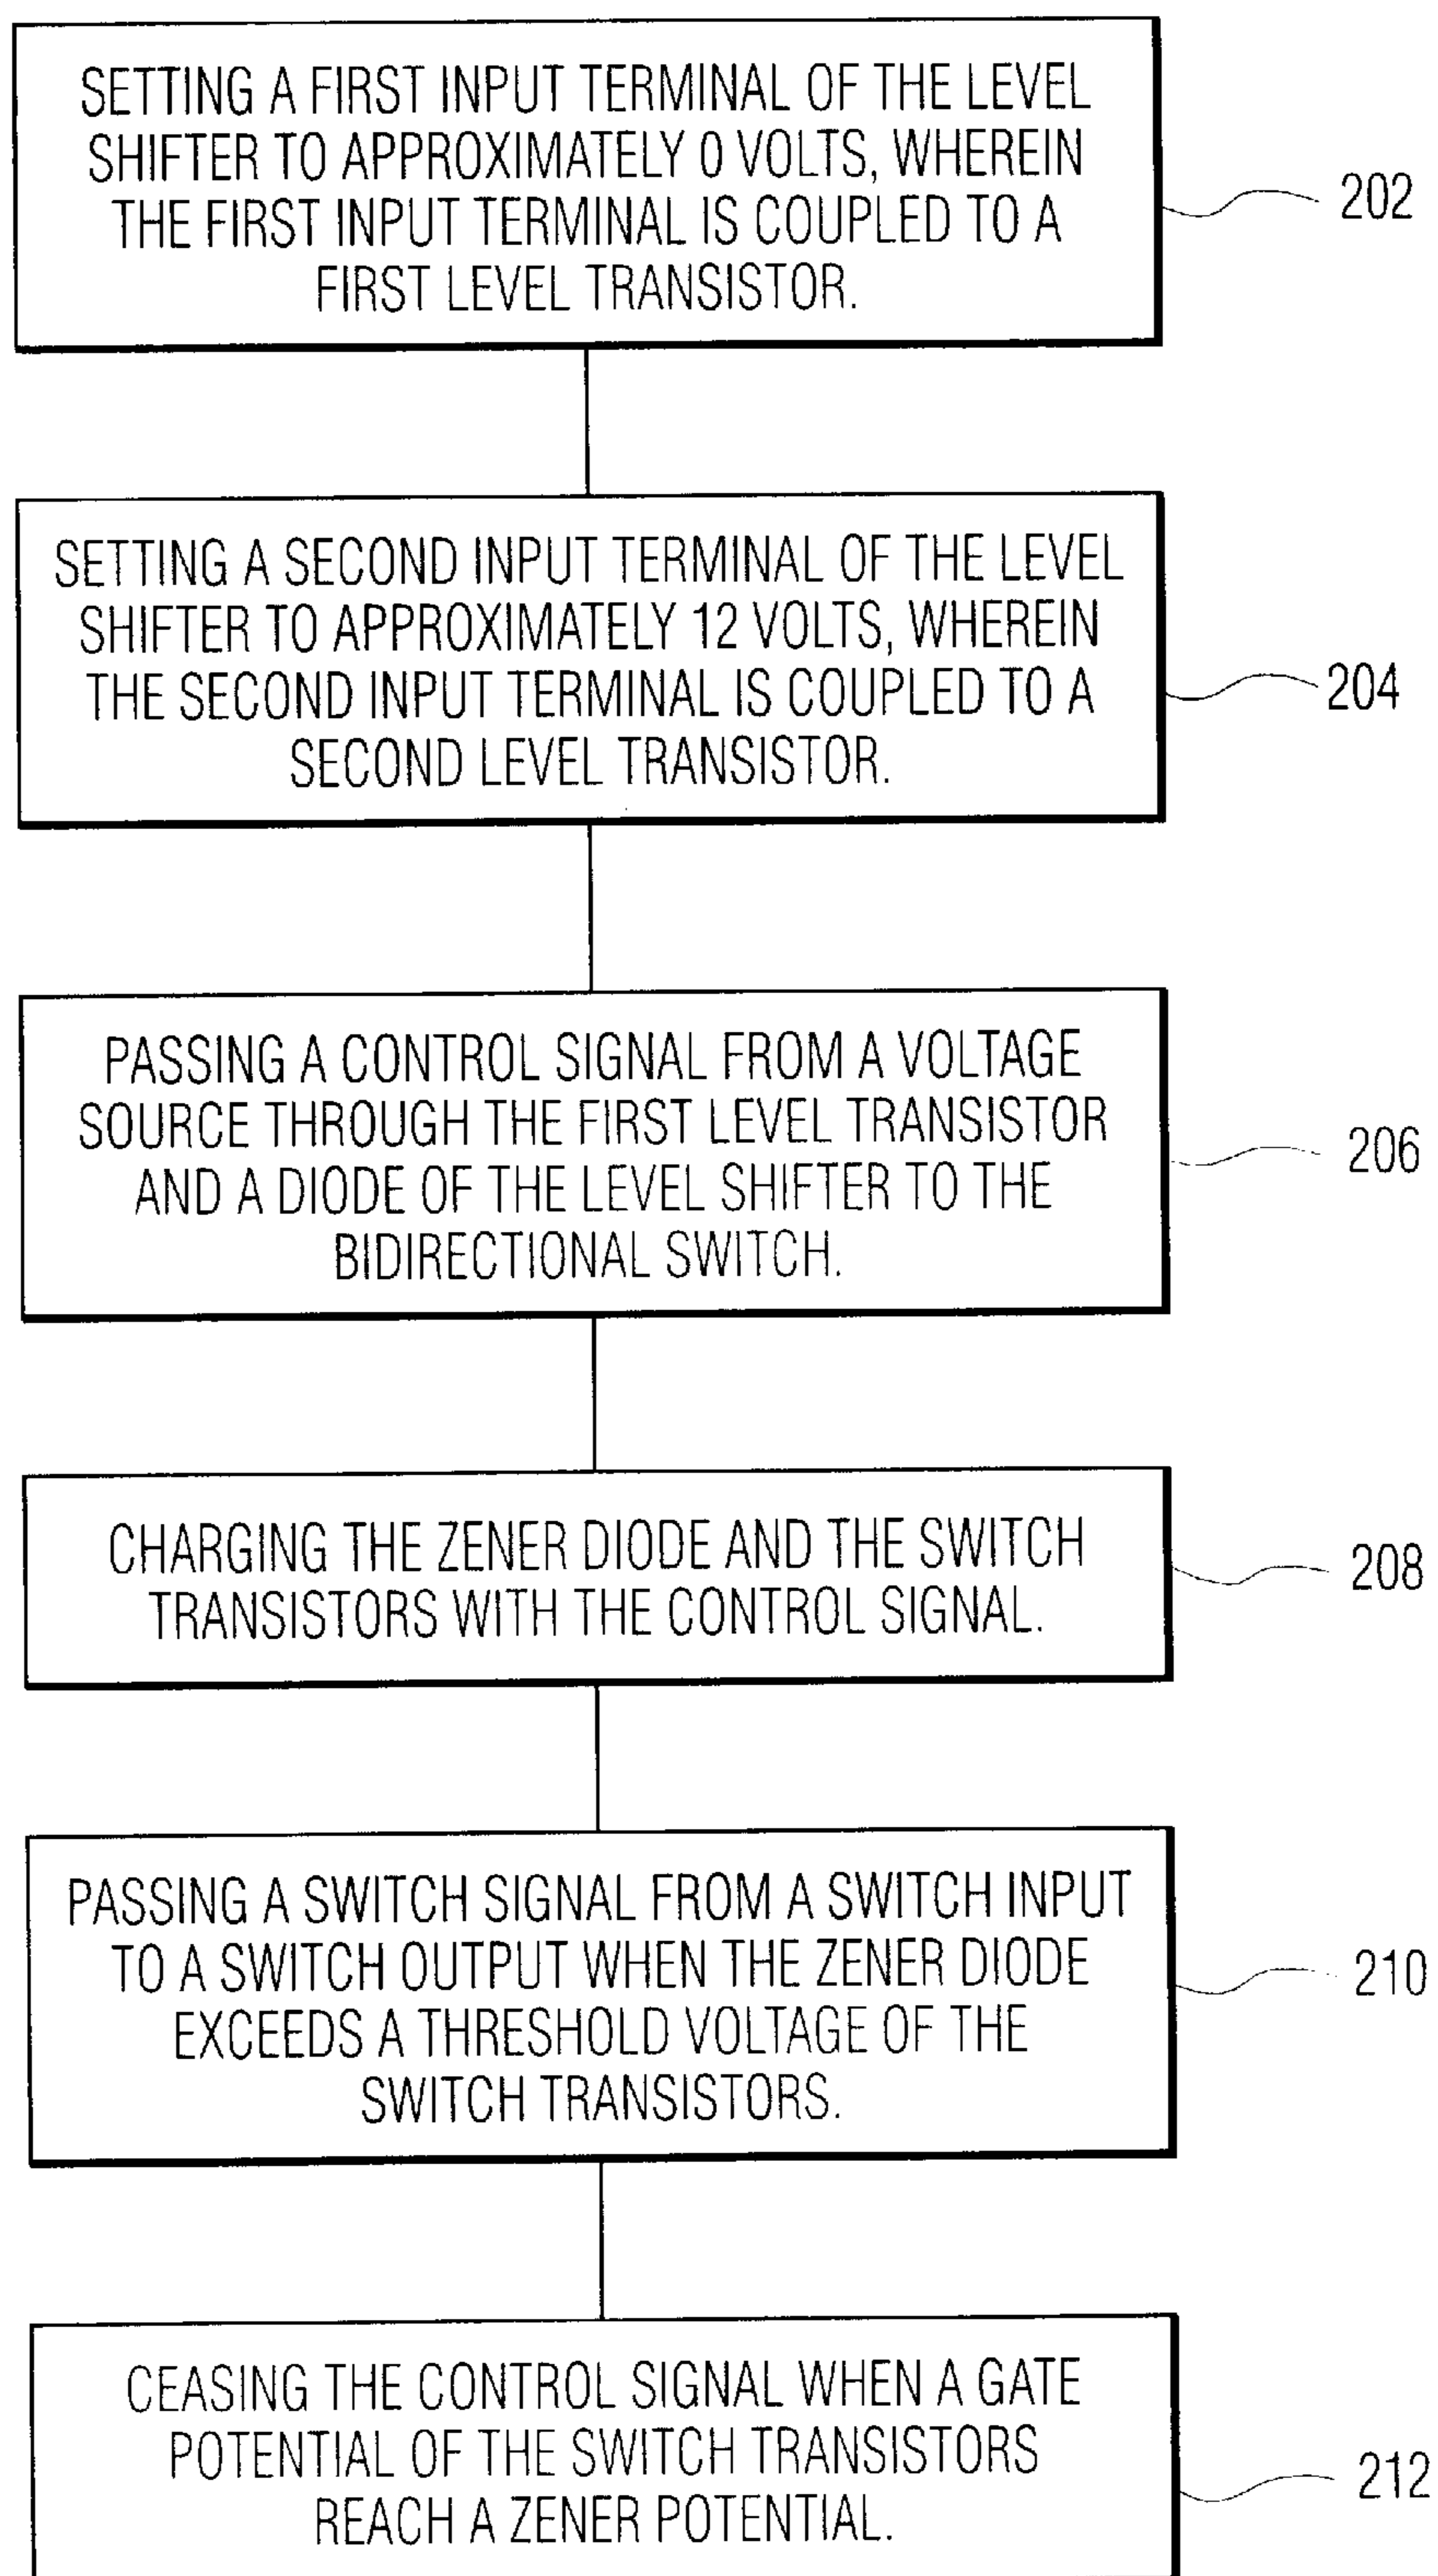 SETTING A FIRST INPUT TERMINAL OF THE LEVEL
SHIFTER TO APPROXIMATELY 0 VOLTS, WHEREIN
THE FIRST INPUT TERMINAL IS COUPLED TO A
FIRST LEVEL TRANSISTOR.
202
SETTING A SECOND INPUT TERMINAL OF THE LEVEL
SHIFTER TO APPROXIMATELY 12 VOLTS, WHEREIN
THE SECOND INPUT TERMINAL IS COUPLED TO A
SECOND LEVEL TRANSISTOR.
204
PASSING A CONTROL SIGNAL FROM A VOLTAGE
SOURCE THROUGH THE FIRST LEVEL TRANSISTOR
AND A DIODE OF THE LEVEL SHIFTER TO THE
BIDIRECTIONAL SWITCH.
206
CHARGING THE ZENER DIODE AND THE SWITCH
TRANSISTORS WITH THE CONTROL SIGNAL.
208
PASSING A SWITCH SIGNAL FROM A SWITCH INPUT
TO A SWITCH OUTPUT WHEN THE ZENER DIODE
EXCEEDS A THRESHOLD VOLTAGE OF THE
SWITCH TRANSISTORS.
210
CEASING THE CONTROL SIGNAL WHEN A GATE
POTENTIAL OF THE SWITCH TRANSISTORS
REACH A ZENER POTENTIAL.
212